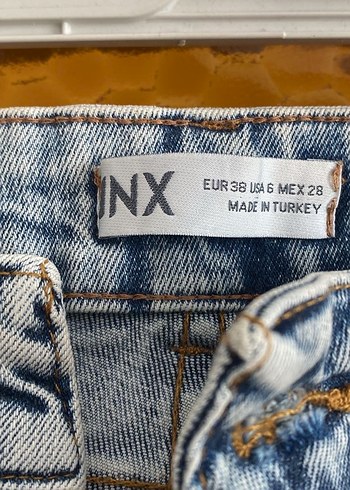 INX
EUR 38 USA 6 MEX 28
MADE IN TURKEY